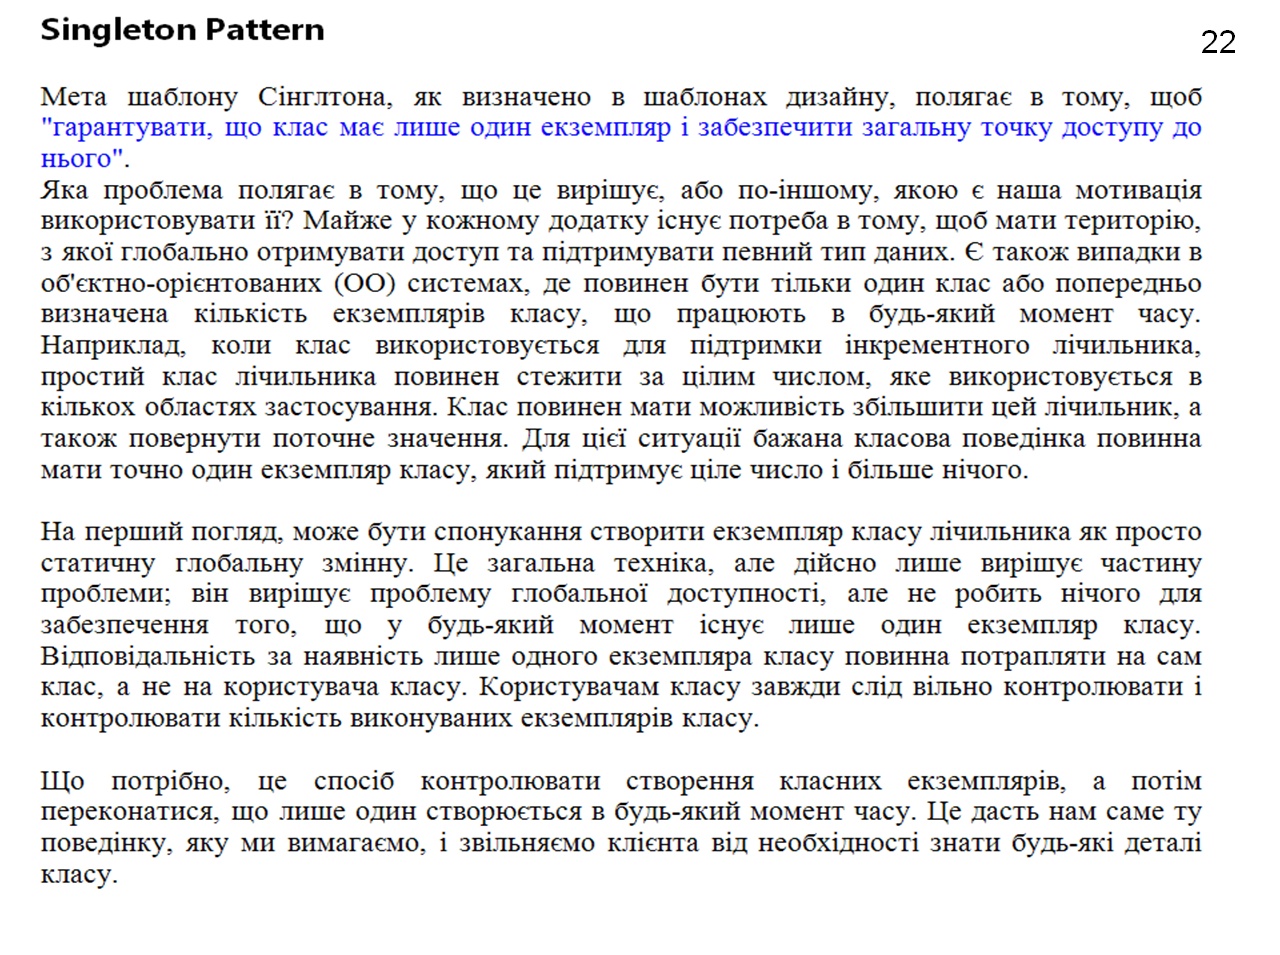 Singleton Pattern
22
Мета шаблону Сінглтона, як визначено в шаблонах дизайну, полягає в тому, щоб
"гарантувати, що клас має лише один екземпляр і забезпечити загальну точку доступу до
нього".
Яка проблема полягає в тому, що це вирішує, або по-іншому, якою є наша мотивація
використовувати її? Майже у кожному додатку існує потреба в тому, щоб мати територію,
з якої глобально отримувати доступ та підтримувати певний тип даних. Є також випадки в
об'єктно-орієнтованих (ОО) системах, де повинен бути тільки один клас або попередньо
визначена кількість екземплярів класу, що працюють в будь-який момент часу.
Наприклад, коли клас використовується для підтримки інкрементного лічильника,
простий клас лічильника повинен стежити за цілим числом, яке використовується в
кількох областях застосування. Клас повинен мати можливість збільшити цей лічильник, а
також повернути поточне значення. Для цієї ситуації бажана класова поведінка повинна
мати точно один екземпляр класу, який підтримує ціле число і більше нічого.
На перший погляд, може бути спонукання створити екземпляр класу лічильника як просто
статичну глобальну змінну. Це загальна техніка, але дійсно лише вирішує частину
проблеми; він вирішує проблему глобальної доступності, але не робить нічого для
забезпечення того, що у будь-який момент існує лише один екземпляр класу.
Відповідальність за наявність лише одного екземпляра класу повинна потрапляти на сам
клас, а не на користувача класу. Користувачам класу завжди слід вільно контролювати і
контролювати кількість виконуваних екземплярів класу.
Що потрібно, це спосіб контролювати створення класних екземплярів, а потім
переконатися, що лише один створюється в будь-який момент часу. Це дасть нам саме ту
поведінку, яку ми вимагаємо, і звільняємо клієнта від необхідності знати будь-які деталі
класу.